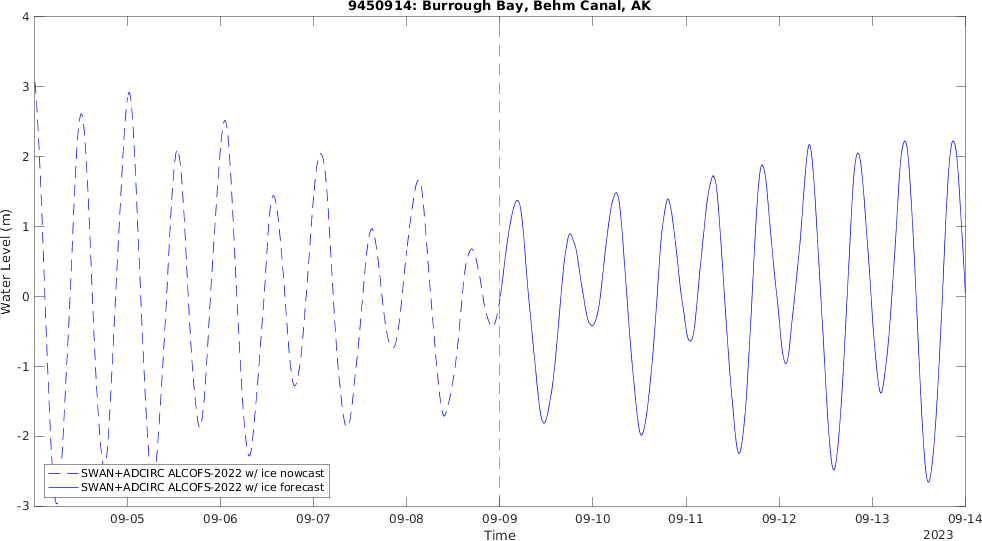 9450914: Burrough Bay, Behm Canal, AK
4
3
2
1
0
-1
-2
-3
Water Level (m)
SWAN+ADCIRC ALCOFS-2022 w/ ice nowcast
SWAN+ADCIRC ALCOFS-2022 w/ ice forecast
09-05 09-06 09-07 09-08 09-09 09-10 09-11 09-12 09-13 09-14
Time
2023